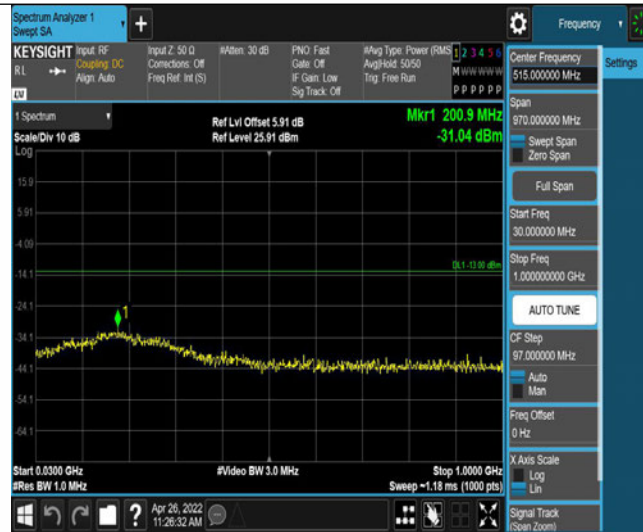 Spectrum Analyzer 1
Swept SA
+
Frequency
KEYSIGHT
Input: RF
Input Z: 50 Ω
#Atten: 30 dB
PNO: Fast
#Avg Type: Power (RMS
1 2 3 4 5 6
RL
Coupling: DC
Corrections: Off
Gate: Off
Avg|Hold: 50/50
M W W W W W
Align: Auto
Freq Ref: Int (S)
IF Gain: Low
Trig: Free Run
Sig Track: Off
P P P P P P
LXI
1 Spectrum
Ref Lvl Offset 5.91 dB
Mkr1 200.9 MHz
Scale/Div 10 dB
Ref Level 25.91 dBm
-31.04 dBm
Log
15.9
5.91
-4.09
DL1 -13.00 dBm
-14.1
-24.1
1
-34.1
-44.1
-54.1
-64.1
Start 0.0300 GHz
#Video BW 3.0 MHz
Stop 1.0000 GHz
#Res BW 1.0 MHz
Sweep ~1.18 ms (1000 pts)
?
Apr 26, 2022
11:26:32 AM
Center Frequency
515.000000 MHz
Settings
Span
970.000000 MHz
Swept Span
Zero Span
Full Span
Start Freq
30.000000 MHz
Stop Freq
1.000000000 GHz
AUTO TUNE
CF Step
97.000000 MHz
Auto
Man
Freq Offset
0 Hz
X Axis Scale
Log
Lin
Signal Track
(Span Zoom)